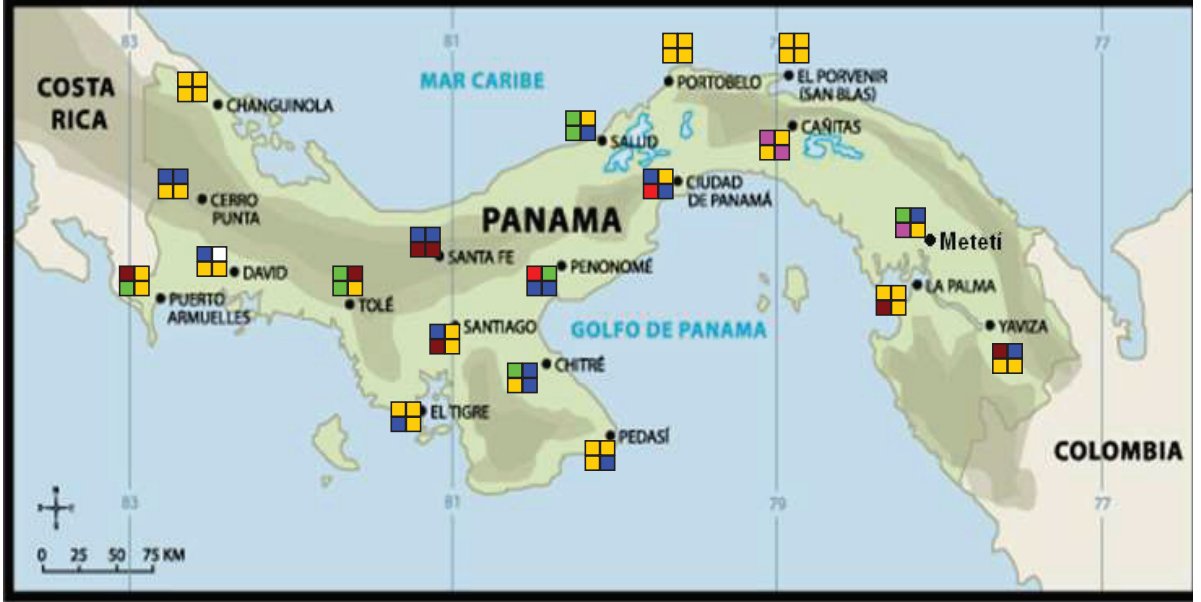 83
81
77
COSTA
RICA
MAR CARIBE
PORTOBELO
EL PORVENIR
(SAN BLAS)
CHANGUINOLA
SALUD
CAÑITAS
CERRO
PUNTA
CIUDAD
DE PANAMÁ
PANAMA
SANTA FE
PENONOMÉ
Metetí
DAVID
TOLÉ
LA PALMA
PUERTO
ARMUELLES
SANTIAGO
GOLFO DE PANAMA
YAVIZA
CHITRÉ
EL TIGRE
PEDASÍ
COLOMBIA
83
81
79
77
0 25 50 75 KM